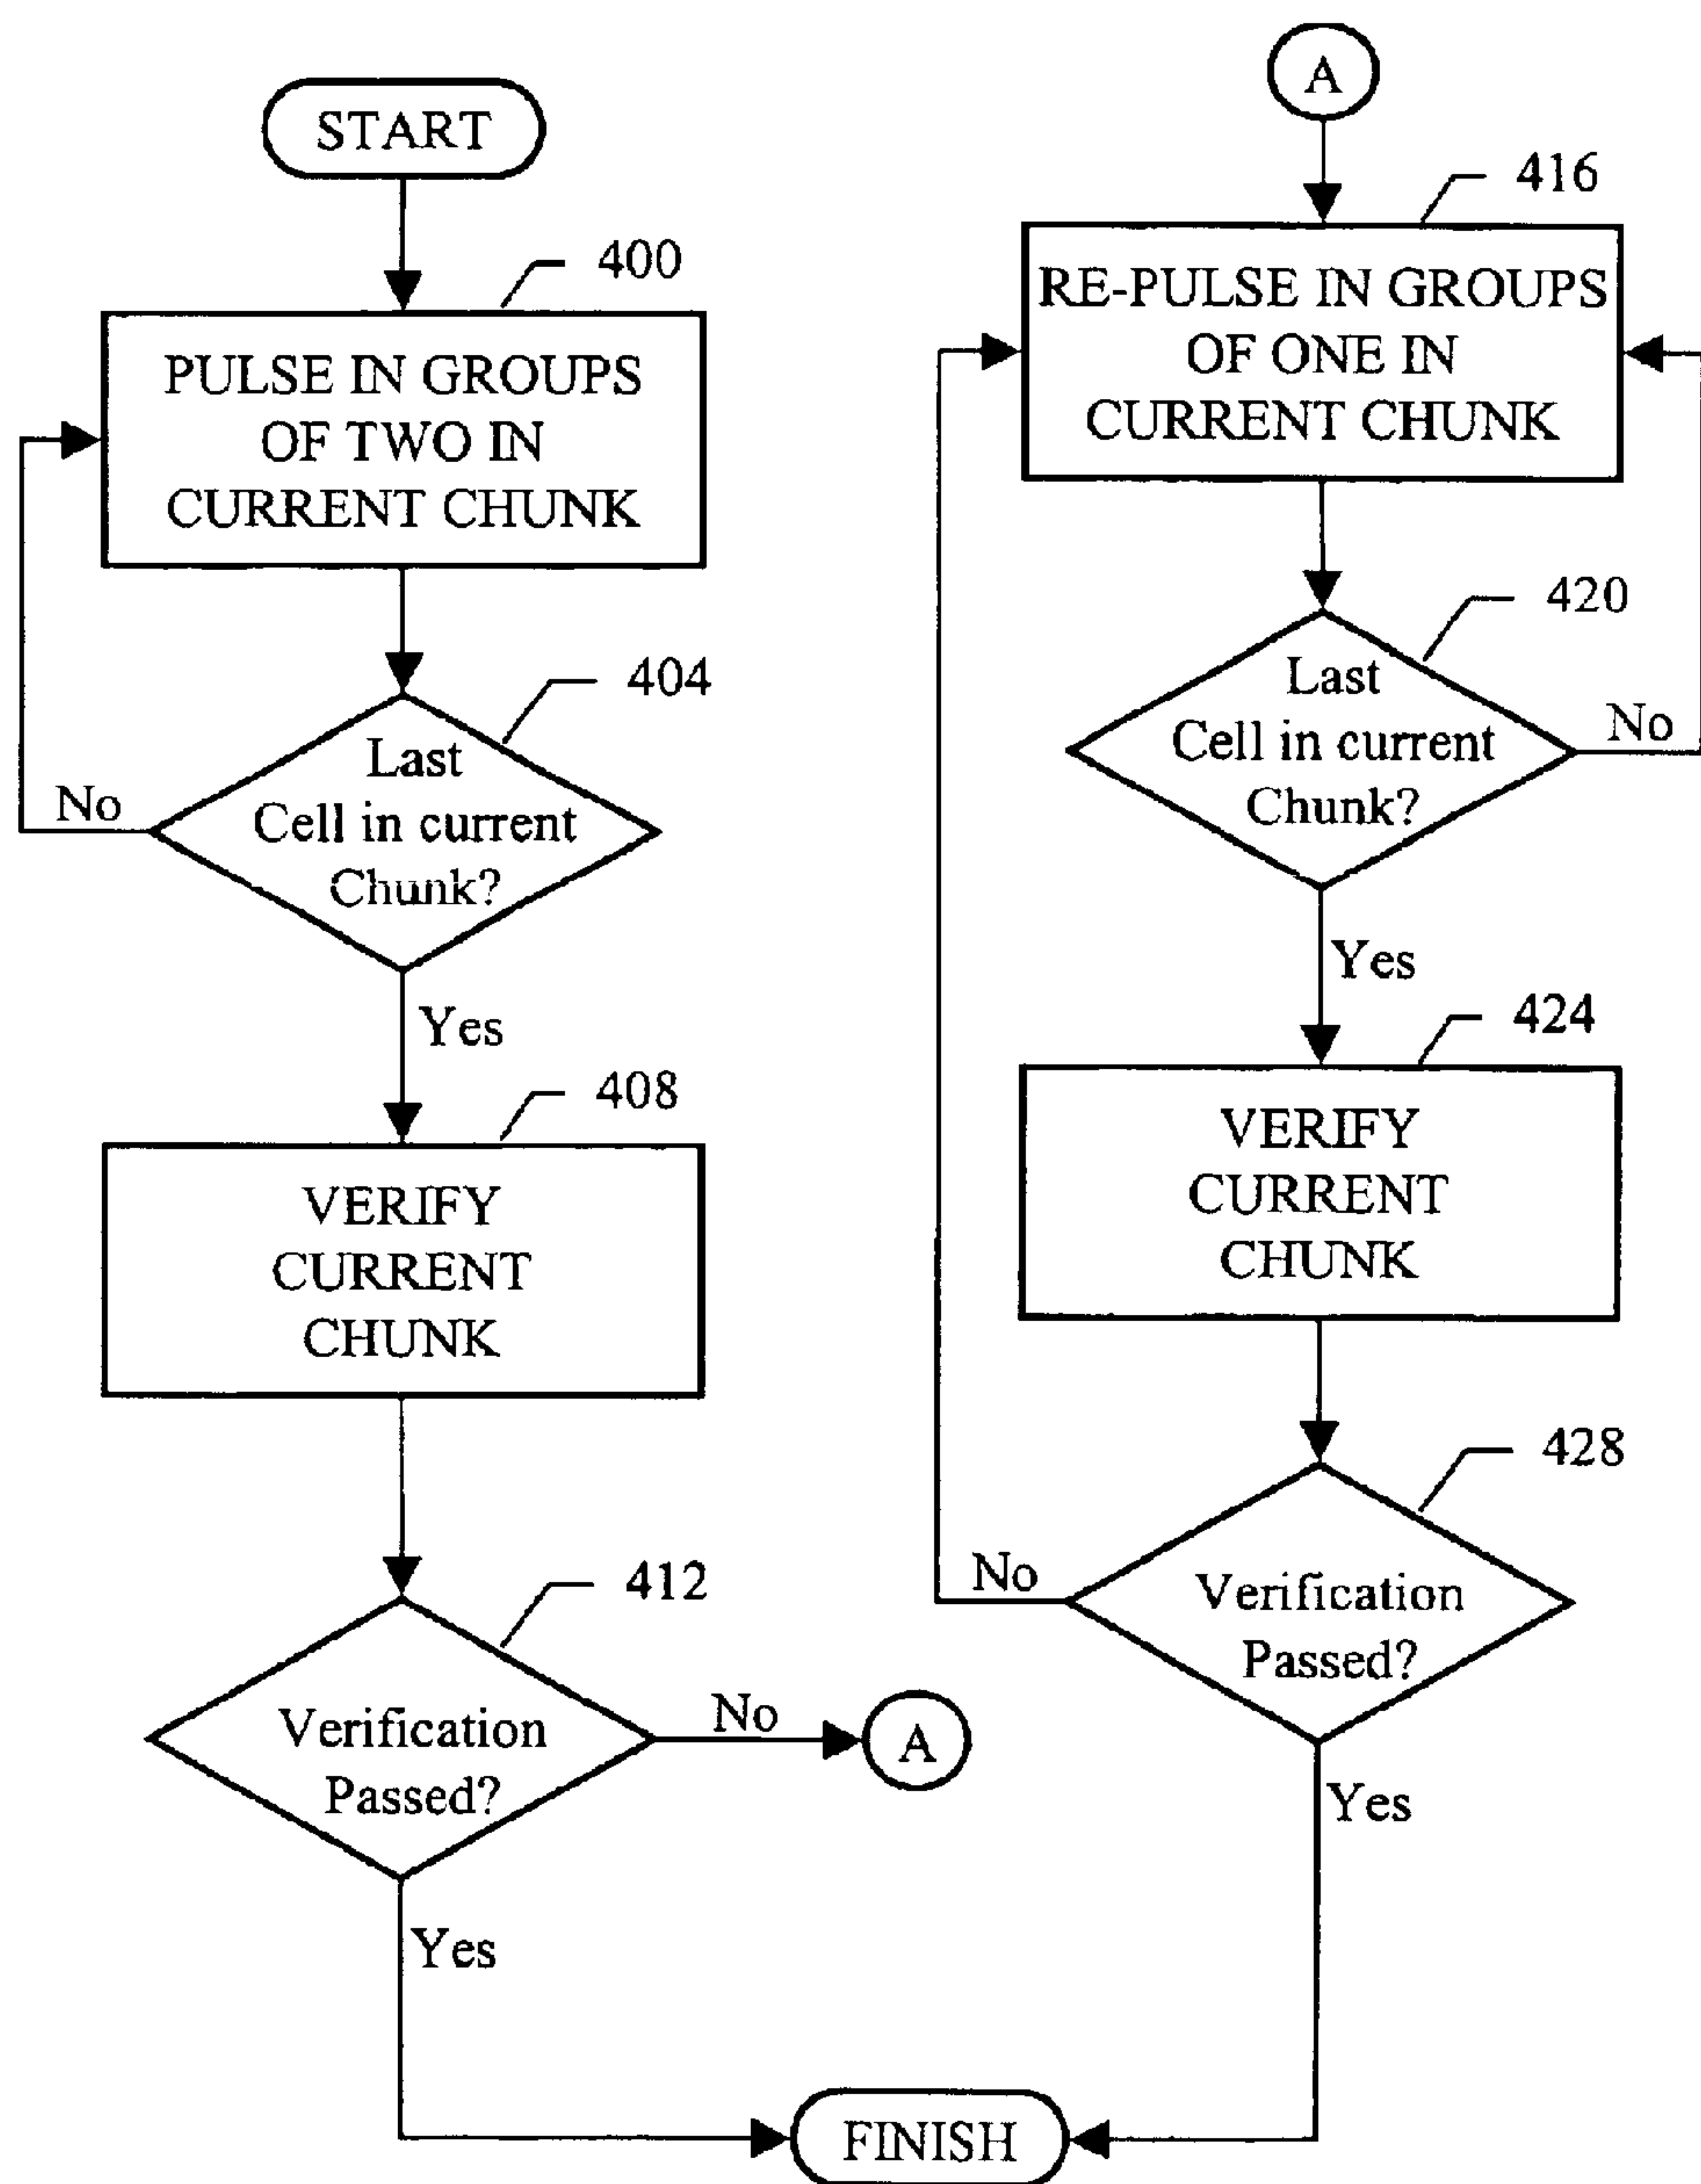 START
400
PULSE IN GROUPS
OF TWO IN
CURRENT CHUNK
404
Last
Cell in current
Chunk?
No
Yes
408
VERIFY
CURRENT
CHUNK
412
Verification
Passed?
No
A
Yes
A
416
RE-PULSE IN GROUPS
OF ONE IN
CURRENT CHUNK
420
Last
Cell in current
Chunk?
No
Yes
424
VERIFY
CURRENT
CHUNK
428
Verification
Passed?
No
Yes
FINISH